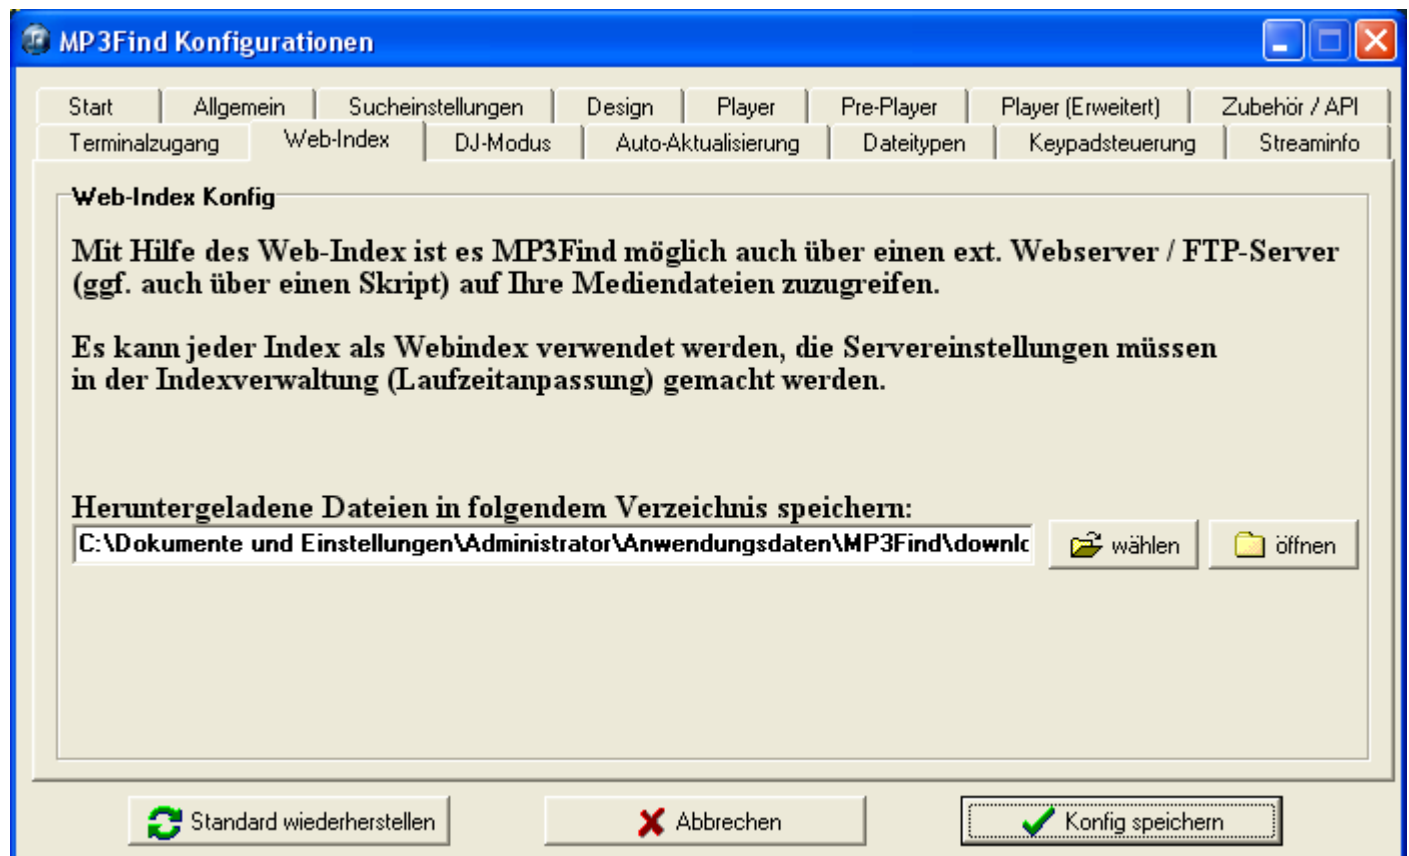 MP3Find Konfigurationen
Start Allgemein Sucheinstellungen Design Player Pre-Player Player (Erweitert) Zubehör / API
Terminalzugang Web-Index DJ-Modus Auto-Aktualisierung Dateitypen Keypadsteuerung Streaminfo
Web-Index Konfig
Mit Hilfe des Web-Index ist es MP3Find möglich auch über einen ext. Webserver / FTP-Server
(ggf. auch über einen Skript) auf Ihre Mediendateien zuzugreifen.
Es kann jeder Index als Webindex verwendet werden, die Servereinstellungen müssen
in der Indexverwaltung (Laufzeitanpassung) gemacht werden.
Heruntergeladene Dateien in folgendem Verzeichnis speichern:
C:\Dokumente und Einstellungen\Administrator\Anwendungsdaten\MP3Find\downlc wählen öffnen
Standard wiederherstellen Abbrechen Konfig speichern